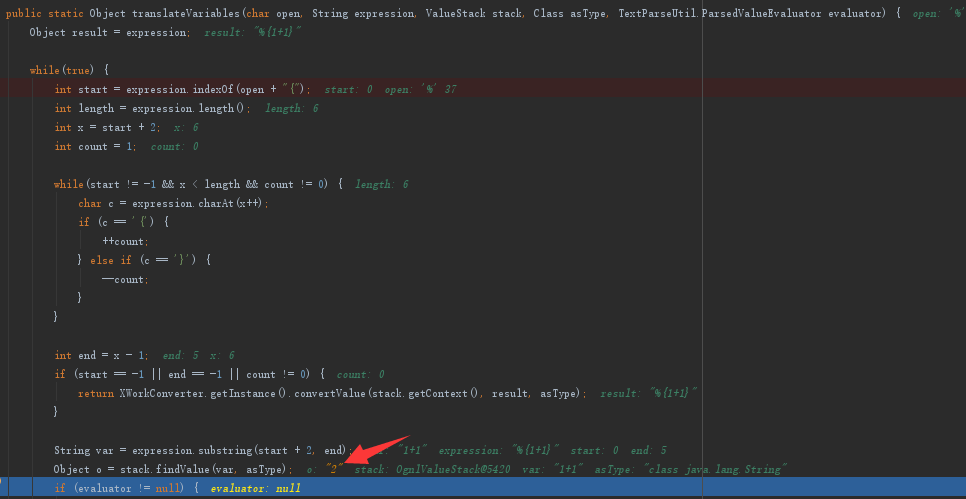 public static Object translateVariables(char open, String expression, ValueStack stack, Class asType, TextParseUtil.ParsedValueEvaluator evaluator) { open: '%'
Object result = expression; result: "%{1+1}"
while(true) {
int start = expression.indexOf(open + "{"); start: 0 open: '%' 37
int length = expression.length(); length: 6
int x = start + 2; x: 6
int count = 1; count: 0
while(start != -1 && x < length && count != 0) { length: 6
char c = expression.charAt(x++);
if (c == '{') {
++count;
} else if (c == '}') {
--count;
}
}
int end = x - 1; end: 5 x: 6
if (start == -1 || end == -1 || count != 0) { count: 0
return XWorkConverter.getInstance().convertValue(stack.getContext(), result, asType); result: "%{1+1}"
}
String var = expression.substring(start + 2, end); "1+1" expression: "%{1+1}" start: 0 end: 5
Object o = stack.findValue(var, asType); o: "2" stack: OgnlValueStack@5420 var: "1+1" asType: "class java.lang.String"
if (evaluator != null) { evaluator: null